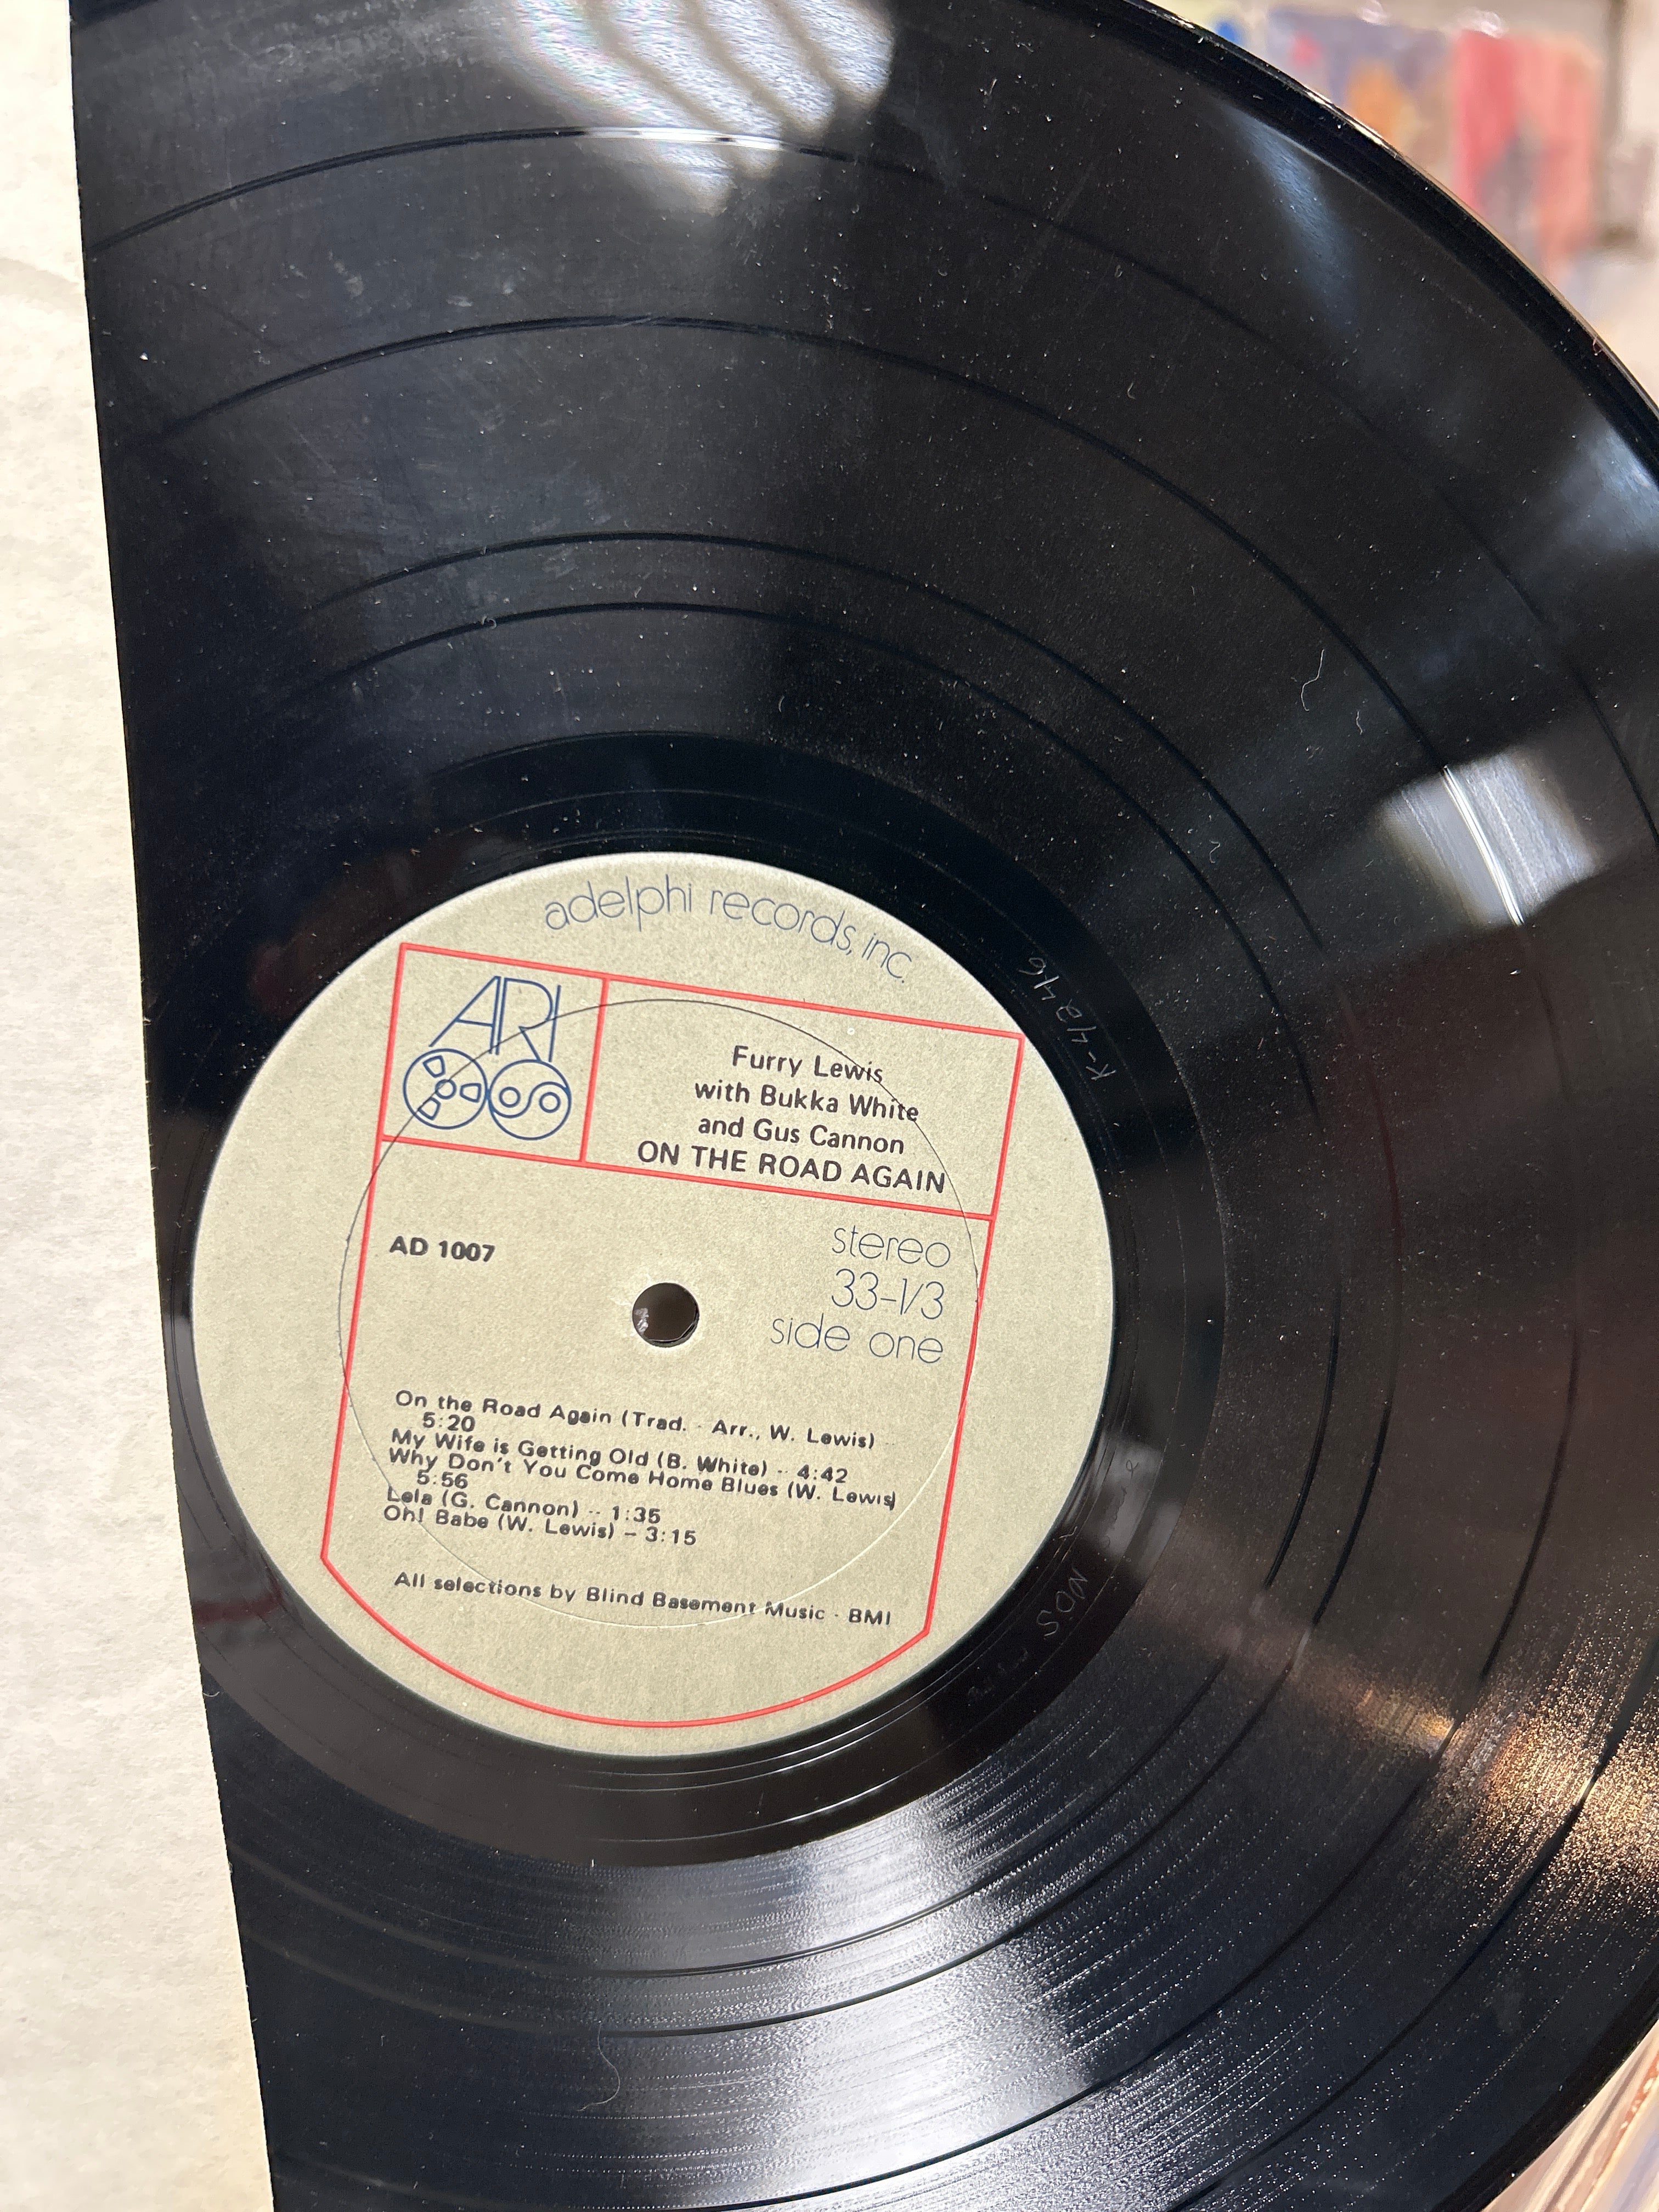 adelphi records, inc.
ARI
Furry Lewis
with Bukka White
and Gus Cannon
ON THE ROAD AGAIN
AD 1007
stereo
33-1/3
side one
On the Road Again (Trad. - Arr., W. Lewis) --
5:20
My Wife is Getting Old (B. White) -- 4:42
Why Don't You Come Home Blues (W. Lewis)
5:56
Lela (G. Cannon) -- 1:35
Oh! Babe (W. Lewis) -- 3:15
All selections by Blind Basement Music - BMI
K-4246